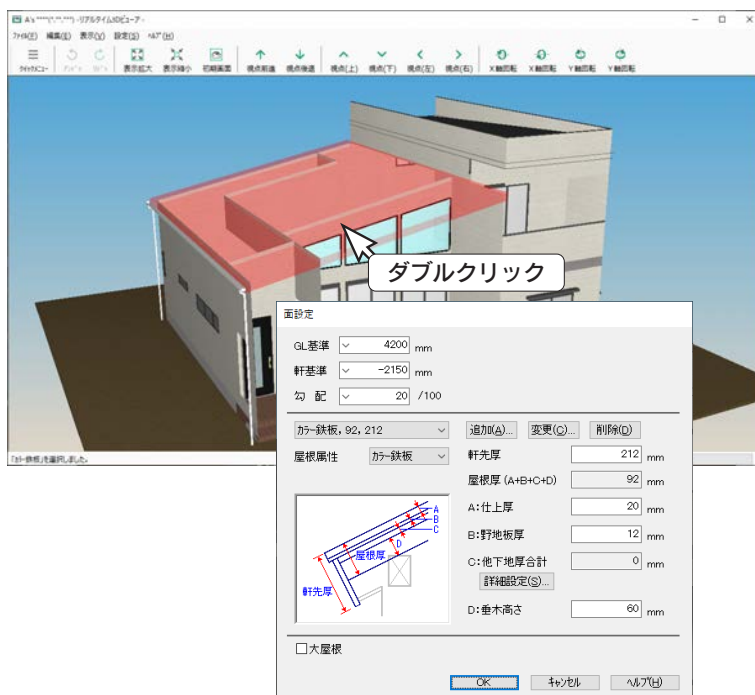 A's ****(*.**.***) -リアルタイム3Dビューア-
ファイル(F) 編集(E) 表示(V) 設定(S) ヘルプ(H)
クイックメニュー アンドゥ リドゥ 表示拡大 表示縮小 初期画面 視点前進 視点後退 視点(上) 視点(下) 視点(左) 視点(右) X軸回転 X軸回転 Y軸回転 Y軸回転
ダブルクリック
「カラー鉄板」を選択しました。
面設定
GL基準 4200 mm
軒基準 -2150 mm
勾 配 20 /100
カラー鉄板, 92, 212 追加(A)... 変更(C)... 削除(D)
屋根属性 カラー鉄板 軒先厚 212 mm
屋根厚 (A+B+C+D) 92 mm
A:仕上厚 20 mm
B:野地板厚 12 mm
C:他下地厚合計 0 mm
詳細設定(S)...
D:垂木高さ 60 mm
A
B
C
D
屋根厚
軒先厚
大屋根
OK キャンセル ヘルプ(H)